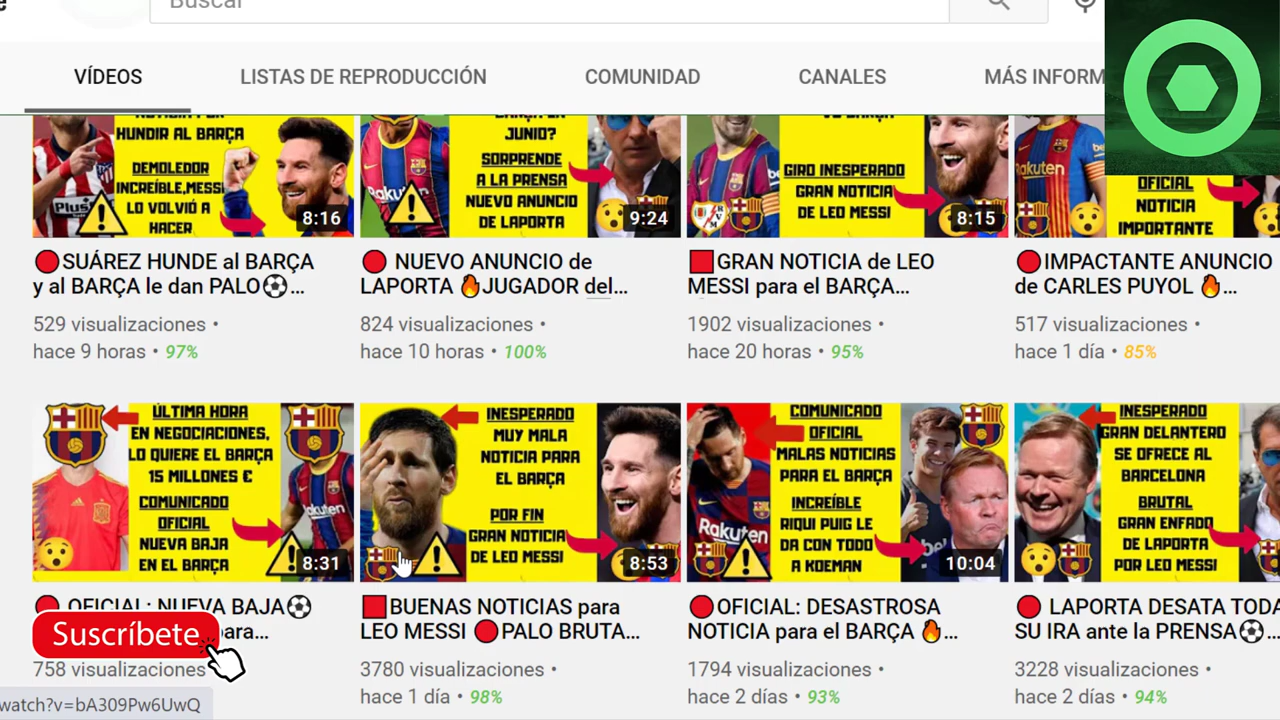 Buscar
VÍDEOS
LISTAS DE REPRODUCCIÓN
COMUNIDAD
CANALES
MÁS INFORM
HUNDIR AL BARÇA
DEMOLEDOR
INCREÍBLE,MESSI
LO VOLVIÓ A
HACER
8:16
JUNIO?
SORPRENDE
A LA PRENSA
NUEVO ANUNCIO
DE LAPORTA
9:24
GIRO INESPERADO
GRAN NOTICIA
DE LEO MESSI
8:15
OFICIAL
NOTICIA
IMPORTANTE
🔴SUÁREZ HUNDE al BARÇA
y al BARÇA le dan PALO⚽...
529 visualizaciones •
hace 9 horas • 97%
🔴 NUEVO ANUNCIO de
LAPORTA 🔥JUGADOR del...
824 visualizaciones •
hace 10 horas • 100%
🟥GRAN NOTICIA de LEO
MESSI para el BARÇA...
1902 visualizaciones •
hace 20 horas • 95%
🔴IMPACTANTE ANUNCIO
de CARLES PUYOL 🔥...
517 visualizaciones •
hace 1 día • 85%
ÚLTIMA HORA
EN NEGOCIACIONES,
LO QUIERE EL BARÇA
15 MILLONES €
COMUNICADO
OFICIAL
NUEVA BAJA
EN EL BARÇA
8:31
INESPERADO
MUY MALA
NOTICIA PARA
EL BARÇA
POR FIN
GRAN NOTICIA
DE LEO MESSI
8:53
COMUNICADO
OFICIAL
MALAS NOTICIAS
PARA EL BARÇA
INCREÍBLE
RIQUI PUIG LE
DA CON TODO
A KOEMAN
Rakuten
10:04
INESPERADO
GRAN DELANTERO
SE OFRECE AL
BARCELONA
BRUTAL
GRAN ENFADO
DE LAPORTA
POR LEO MESSI
🔴 OFICIAL: NUEVA BAJA⚽
para...
758 visualizaciones
Suscríbete
🟥BUENAS NOTICIAS para
LEO MESSI 🔴PALO BRUTA...
3780 visualizaciones •
hace 1 día • 98%
🔴OFICIAL: DESASTROSA
NOTICIA para el BARÇA 🔥...
1794 visualizaciones •
hace 2 días • 93%
🔴 LAPORTA DESATA TODA
SU IRA ante la PRENSA⚽...
3228 visualizaciones •
hace 2 días • 94%
watch?v=bA309Pw6UwQ